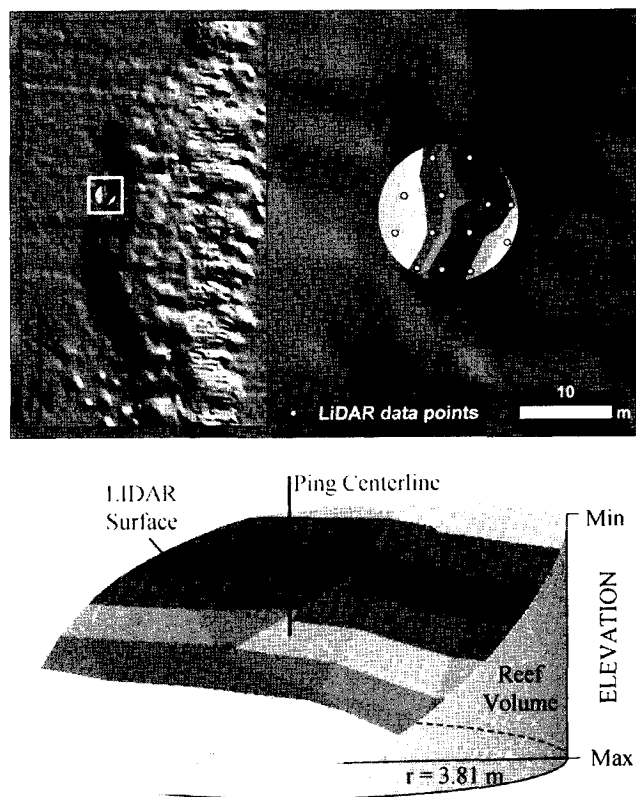 10
• LiDAR data points m
Ping Centerline
LIDAR
Surface
Min
ELEVATION
Reef
Volume
Max
r = 3.81 m